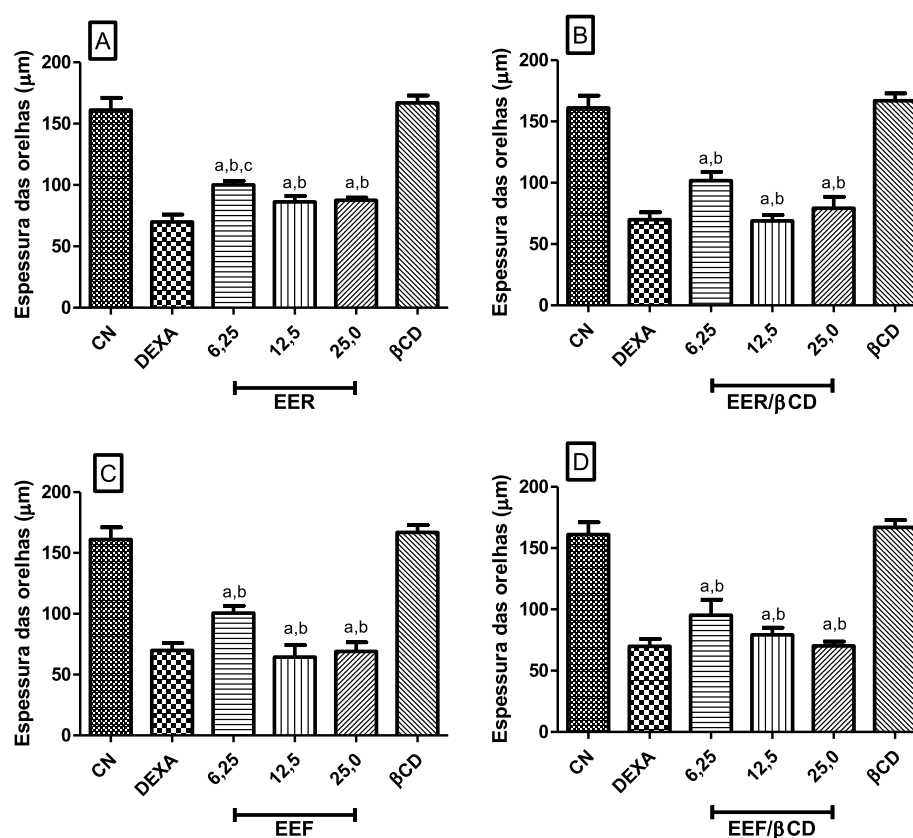 A
Espessura das orelhas (μm)
200
150
100
50
0
a,b,c
a,b
a,b
CN
DEXA
6,25
12,5
25,0
βCD
EER
B
Espessura das orelhas (μm)
200
150
100
50
0
a,b
a,b
a,b
CN
DEXA
6,25
12,5
25,0
βCD
EER/βCD
C
Espessura das orelhas (μm)
200
150
100
50
0
a,b
a,b
a,b
CN
DEXA
6,25
12,5
25,0
βCD
EEF
D
Espessura das orelhas (μm)
200
150
100
50
0
a,b
a,b
a,b
CN
DEXA
6,25
12,5
25,0
βCD
EEF/βCD